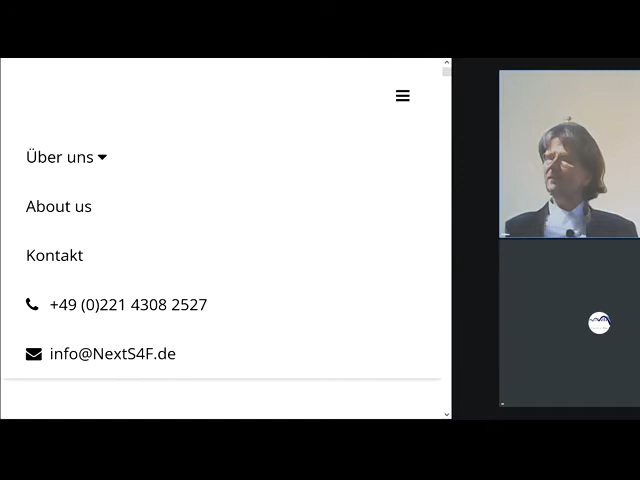 Über uns
About us
Kontakt
+49 (0)221 4308 2527
info@NextS4F.de